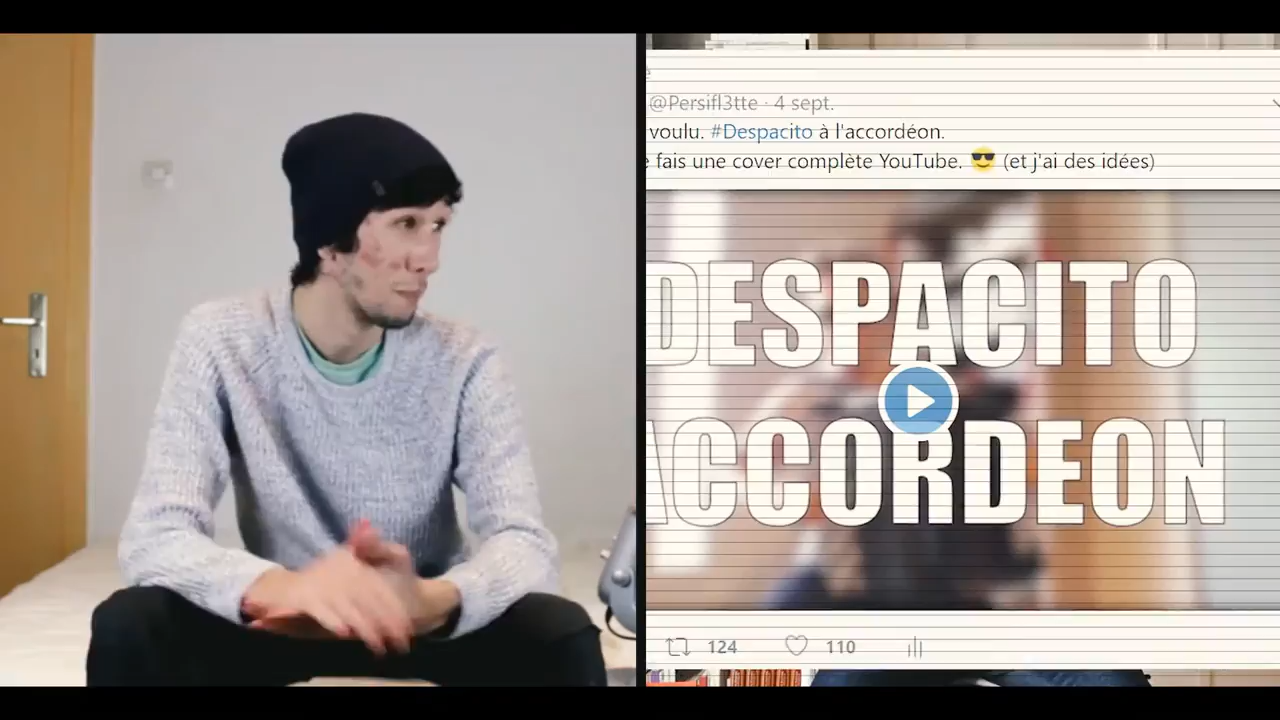 @Persifl3tte · 4 sept.
voulu. #Despacito à l'accordéon.
fais une cover complète YouTube. 😎 (et j'ai des idées)
DESPACITO
ACCORDEON
124 110